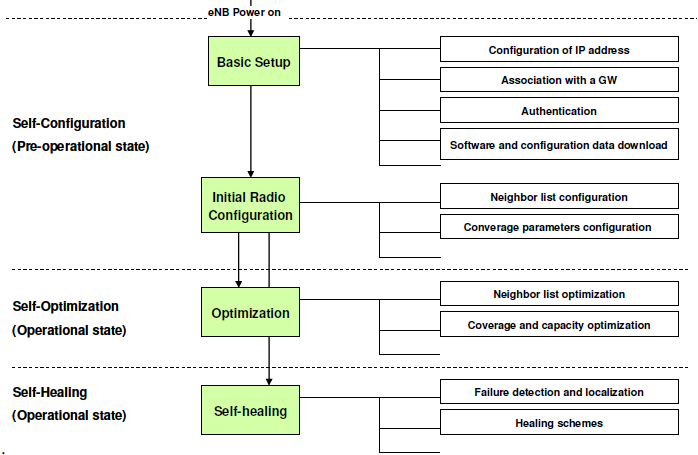 eNB Power on
Basic Setup
Configuration of IP address
Association with a GW
Authentication
Software and configuration data download
Self-Configuration
(Pre-operational state)
Initial Radio
Configuration
Neighbor list configuration
Converage parameters configuration
Self-Optimization
(Operational state)
Optimization
Neighbor list optimization
Coverage and capacity optimization
Self-Healing
(Operational state)
Self-healing
Failure detection and localization
Healing schemes
.